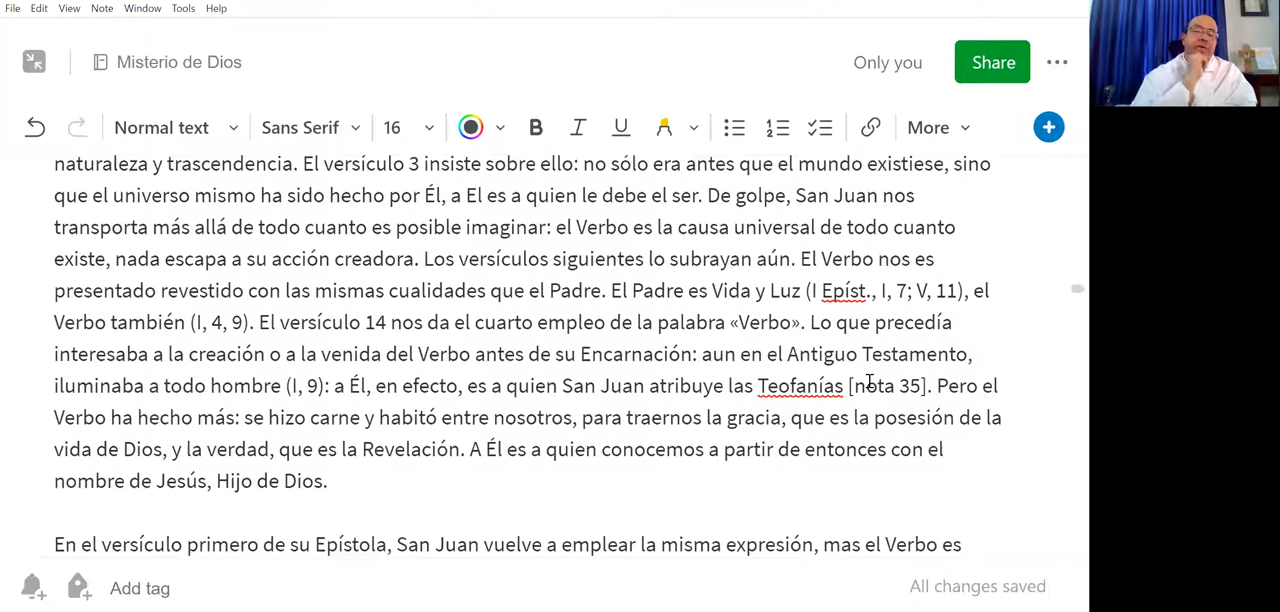 File Edit View Note Window Tools Help
Misterio de Dios Only you Share
Normal text Sans Serif 16 B I U More
naturaleza y trascendencia. El versículo 3 insiste sobre ello: no sólo era antes que el mundo existiese, sino
que el universo mismo ha sido hecho por Él, a El es a quien le debe el ser. De golpe, San Juan nos
transporta más allá de todo cuanto es posible imaginar: el Verbo es la causa universal de todo cuanto
existe, nada escapa a su acción creadora. Los versículos siguientes lo subrayan aún. El Verbo nos es
presentado revestido con las mismas cualidades que el Padre. El Padre es Vida y Luz (I Epíst., I, 7; V, 11), el
Verbo también (I, 4, 9). El versículo 14 nos da el cuarto empleo de la palabra «Verbo». Lo que precedía
interesaba a la creación o a la venida del Verbo antes de su Encarnación: aun en el Antiguo Testamento,
iluminaba a todo hombre (I, 9): a Él, en efecto, es a quien San Juan atribuye las Teofanías [nota 35]. Pero el
Verbo ha hecho más: se hizo carne y habitó entre nosotros, para traernos la gracia, que es la posesión de la
vida de Dios, y la verdad, que es la Revelación. A Él es a quien conocemos a partir de entonces con el
nombre de Jesús, Hijo de Dios.
En el versículo primero de su Epístola, San Juan vuelve a emplear la misma expresión, mas el Verbo es
Add tag All changes saved